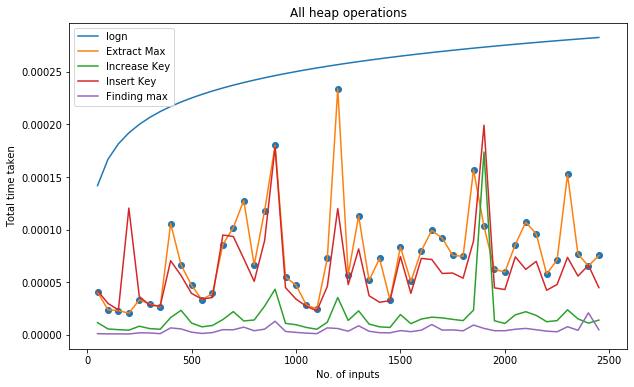 All heap operations
logn
Extract Max
Increase Key
Insert Key
Finding max
Total time taken
0.00025
0.00020
0.00015
0.00010
0.00005
0.00000
0
500
1000
1500
2000
2500
No. of inputs